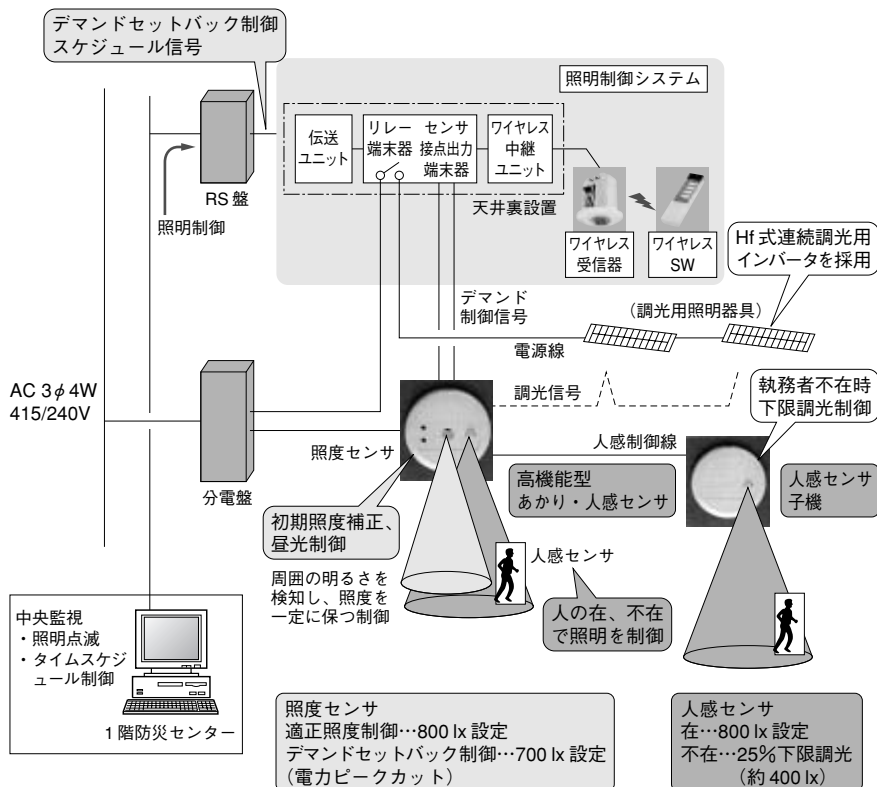 デマンドセットバック制御
スケジュール信号
照明制御システム
伝送
ユニット
リレー
端末器
センサ
接点出力
端末器
ワイヤレス
中継
ユニット
RS 盤
天井裏設置
照明制御
ワイヤレス
受信器
ワイヤレス
SW
Hf 式連続調光用
インバータを採用
デマンド
制御信号
(調光用照明器具)
電源線
AC 3φ 4W
415/240V
調光信号
執務者不在時
下限調光制御
照度センサ
人感制御線
分電盤
高機能型
あかり・人感センサ
人感センサ
子機
初期照度補正、
昼光制御
人感センサ
周囲の明るさを
検知し、照度を
一定に保つ制御
人の在、不在
で照明を制御
中央監視
・照明点滅
・タイムスケジ
ュール制御
1 階防災センター
照度センサ
適正照度制御…800 lx 設定
デマンドセットバック制御…700 lx 設定
(電力ピークカット)
人感センサ
在…800 lx 設定
不在…25%下限調光
(約 400 lx)